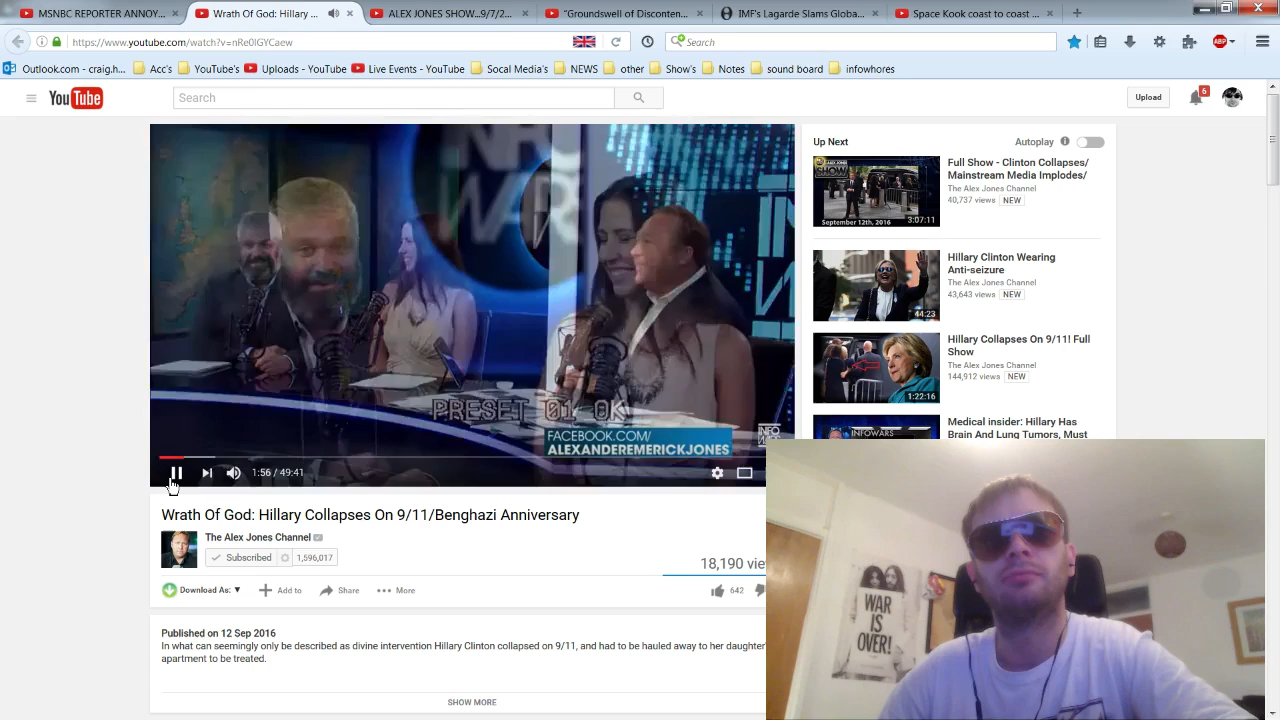 MSNBC REPORTER ANNOY...
Wrath Of God: Hillary ...
ALEX JONES SHOW...9/7/2...
"Groundswell of Disconten...
IMF's Lagarde Slams Globa...
Space Kook coast to coast ...
https://www.youtube.com/watch?v=nRe0lGYCaew
Search
Outlook.com - craig.h...
Acc's
YouTube's
Uploads - YouTube
Live Events - YouTube
Socal Media's
NEWS
other
Show's
Notes
sound board
infowhores
YouTube
Search
Upload
6
PRESET 01 OK
FACEBOOK.COM/
ALEXANDEREMERICKJONES
INFO
1:56 / 49:41
Up Next
Autoplay
SHOW
September 12th, 2016
3:07:11
Full Show - Clinton Collapses/
Mainstream Media Implodes/
The Alex Jones Channel
40,737 views NEW
44:23
Hillary Clinton Wearing
Anti-seizure
The Alex Jones Channel
43,643 views NEW
1:22:16
Hillary Collapses On 9/11! Full
Show
The Alex Jones Channel
144,912 views NEW
INFOWARS
Medical insider: Hillary Has
Brain And Lung Tumors, Must
Wrath Of God: Hillary Collapses On 9/11/Benghazi Anniversary
The Alex Jones Channel
Subscribed 1,596,017
18,190 vie
Download As: ▼
Add to
Share
More
642
Published on 12 Sep 2016
In what can seemingly only be described as divine intervention Hillary Clinton collapsed on 9/11, and had to be hauled away to her daughter'
apartment to be treated.
SHOW MORE
WAR
IS
OVER!